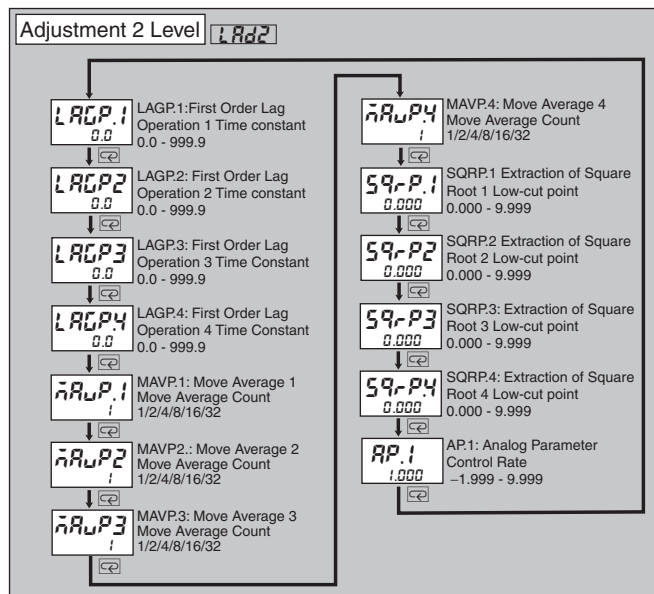 Adjustment 2 Level LAd2
LAGP.1
0.0
LAGP.1:First Order Lag
Operation 1 Time constant
0.0 - 999.9
LAGP2
0.0
LAGP.2: First Order Lag
Operation 2 Time constant
0.0 - 999.9
LAGP3
0.0
LAGP.3: First Order Lag
Operation 3 Time Constant
0.0 - 999.9
LAGP.4
0.0
LAGP.4: First Order Lag
Operation 4 Time Constant
0.0 - 999.9
MAvP.1
1
MAVP.1: Move Average 1
Move Average Count
1/2/4/8/16/32
MAvP2
1
MAVP2.: Move Average 2
Move Average Count
1/2/4/8/16/32
MAvP3
1
MAVP.3: Move Average 3
Move Average Count
1/2/4/8/16/32
MAvP.4
1
MAVP.4: Move Average 4
Move Average Count
1/2/4/8/16/32
SqrP.1
0.000
SQRP.1 Extraction of Square
Root 1 Low-cut point
0.000 - 9.999
SqrP2
0.000
SQRP.2 Extraction of Square
Root 2 Low-cut point
0.000 - 9.999
SqrP3
0.000
SQRP.3: Extraction of Square
Root 3 Low-cut point
0.000 - 9.999
SqrP.4
0.000
SQRP.4: Extraction of Square
Root 4 Low-cut point
0.000 - 9.999
AP.1
1.000
AP.1: Analog Parameter
Control Rate
−1.999 - 9.999